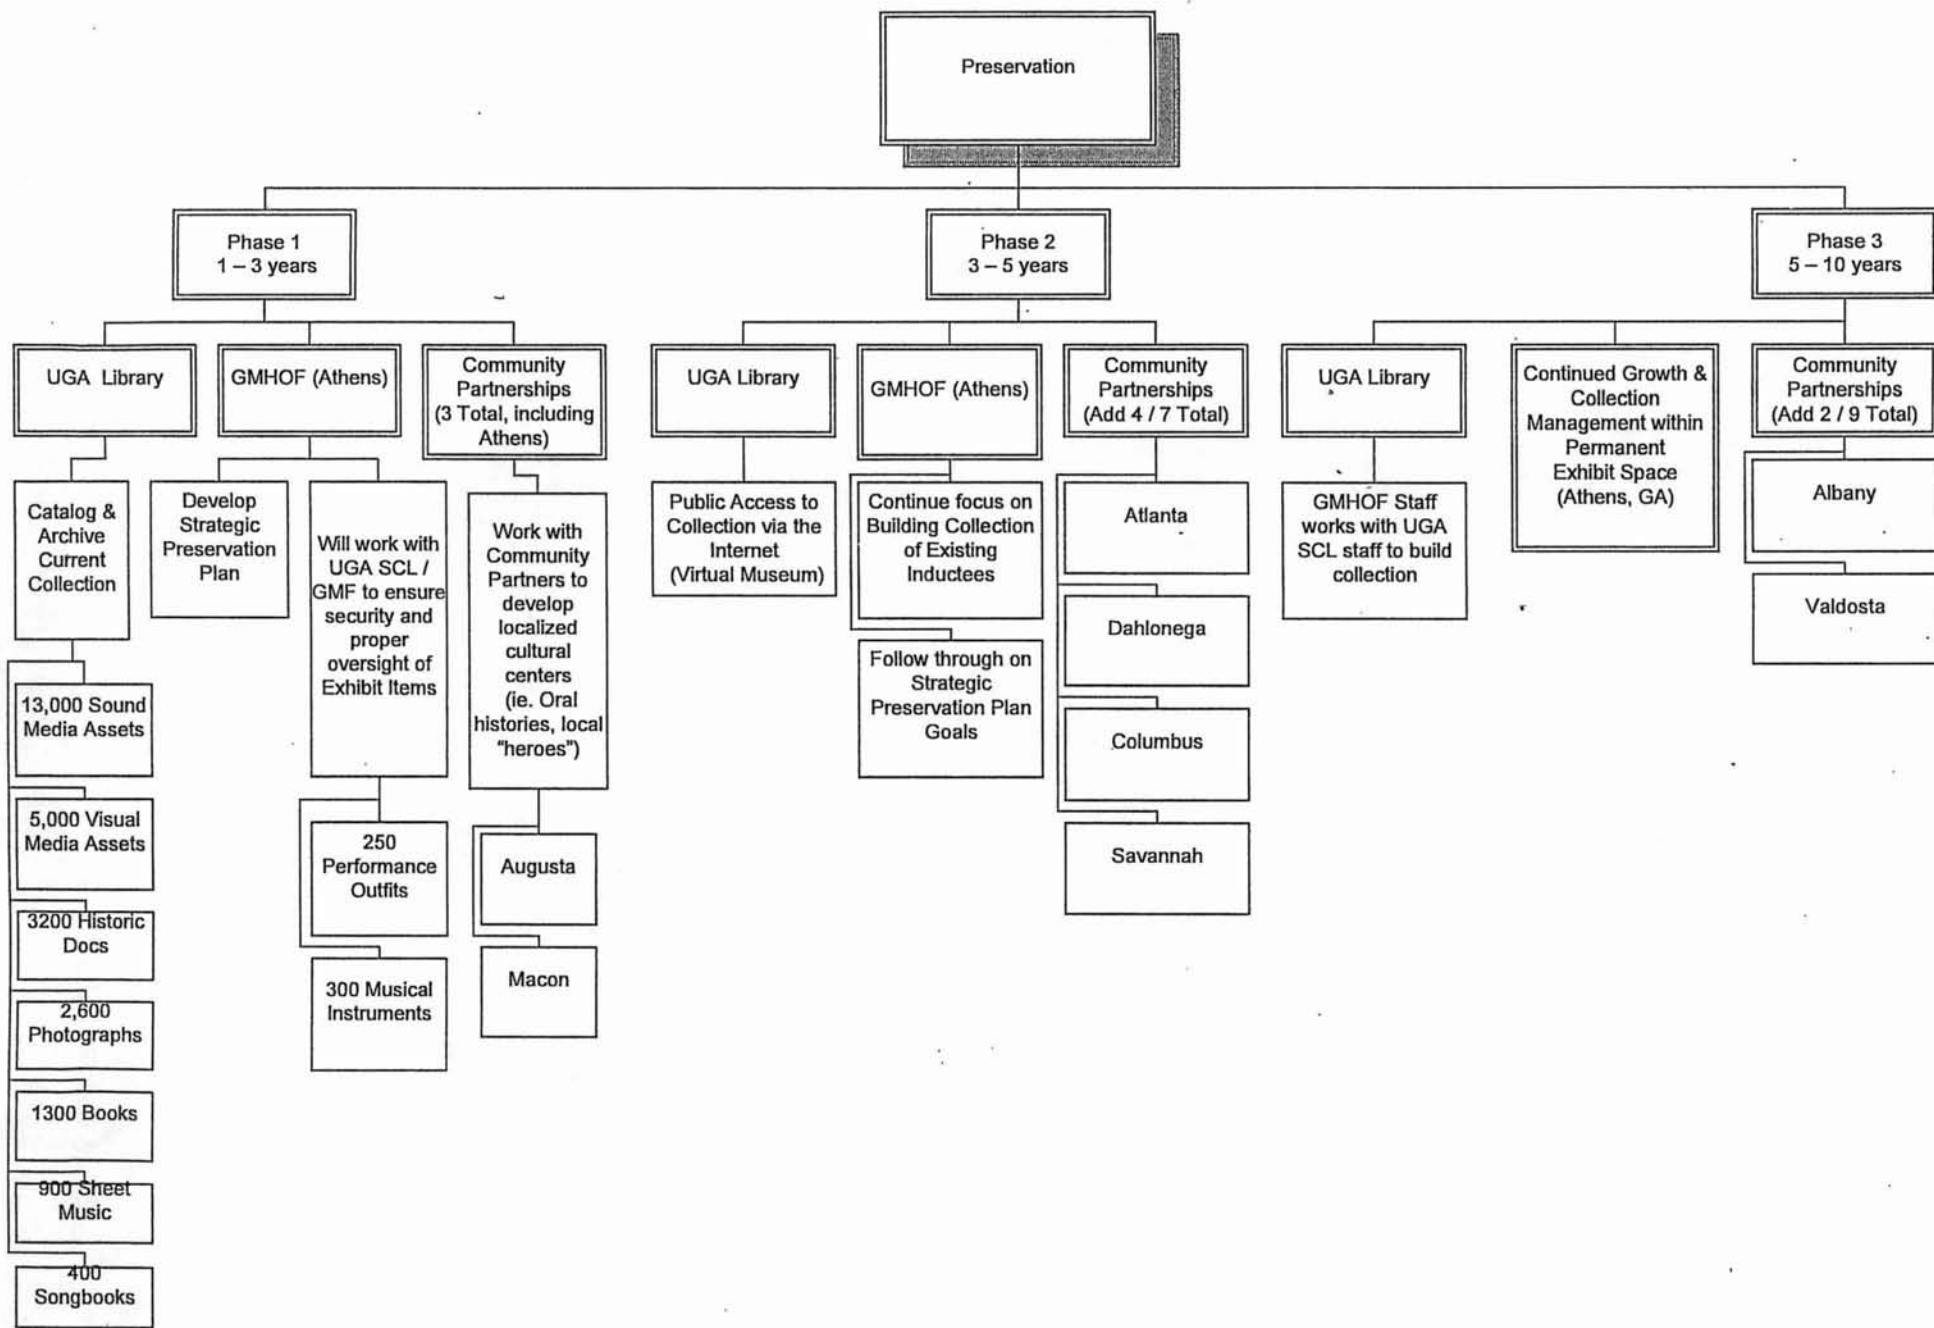 Preservation
Phase 1
1 – 3 years
UGA Library
Catalog &
Archive
Current
Collection
13,000 Sound
Media Assets
5,000 Visual
Media Assets
3200 Historic
Docs
2,600
Photographs
1300 Books
900 Sheet
Music
400
Songbooks
GMHOF (Athens)
Develop
Strategic
Preservation
Plan
Will work with
UGA SCL /
GMF to ensure
security and
proper
oversight of
Exhibit Items
250
Performance
Outfits
300 Musical
Instruments
Community
Partnerships
(3 Total, including
Athens)
Work with
Community
Partners to
develop
localized
cultural
centers
(ie. Oral
histories, local
"heroes")
Augusta
Macon
Phase 2
3 – 5 years
UGA Library
Public Access to
Collection via the
Internet
(Virtual Museum)
GMHOF (Athens)
Continue focus on
Building Collection
of Existing
Inductees
Follow through on
Strategic
Preservation Plan
Goals
Community
Partnerships
(Add 4 / 7 Total)
Atlanta
Dahlonega
Columbus
Savannah
Phase 3
5 – 10 years
UGA Library
GMHOF Staff
works with UGA
SCL staff to build
collection
Continued Growth &
Collection
Management within
Permanent
Exhibit Space
(Athens, GA)
Community
Partnerships
(Add 2 / 9 Total)
Albany
Valdosta